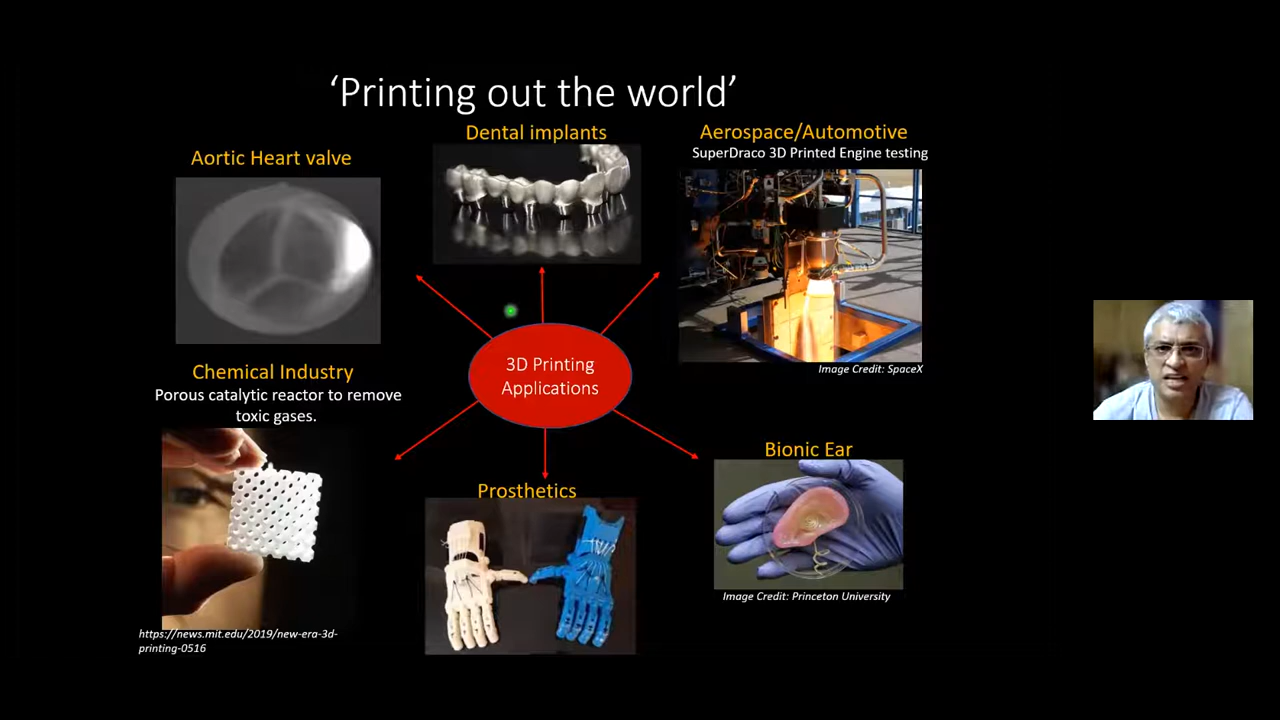 ‘Printing out the world’
Dental implants
Aerospace/Automotive
SuperDraco 3D Printed Engine testing
Aortic Heart valve
Image Credit: SpaceX
3D Printing
Applications
Chemical Industry
Porous catalytic reactor to remove
toxic gases.
Bionic Ear
Prosthetics
Image Credit: Princeton University
https://news.mit.edu/2019/new-era-3d-
printing-0516